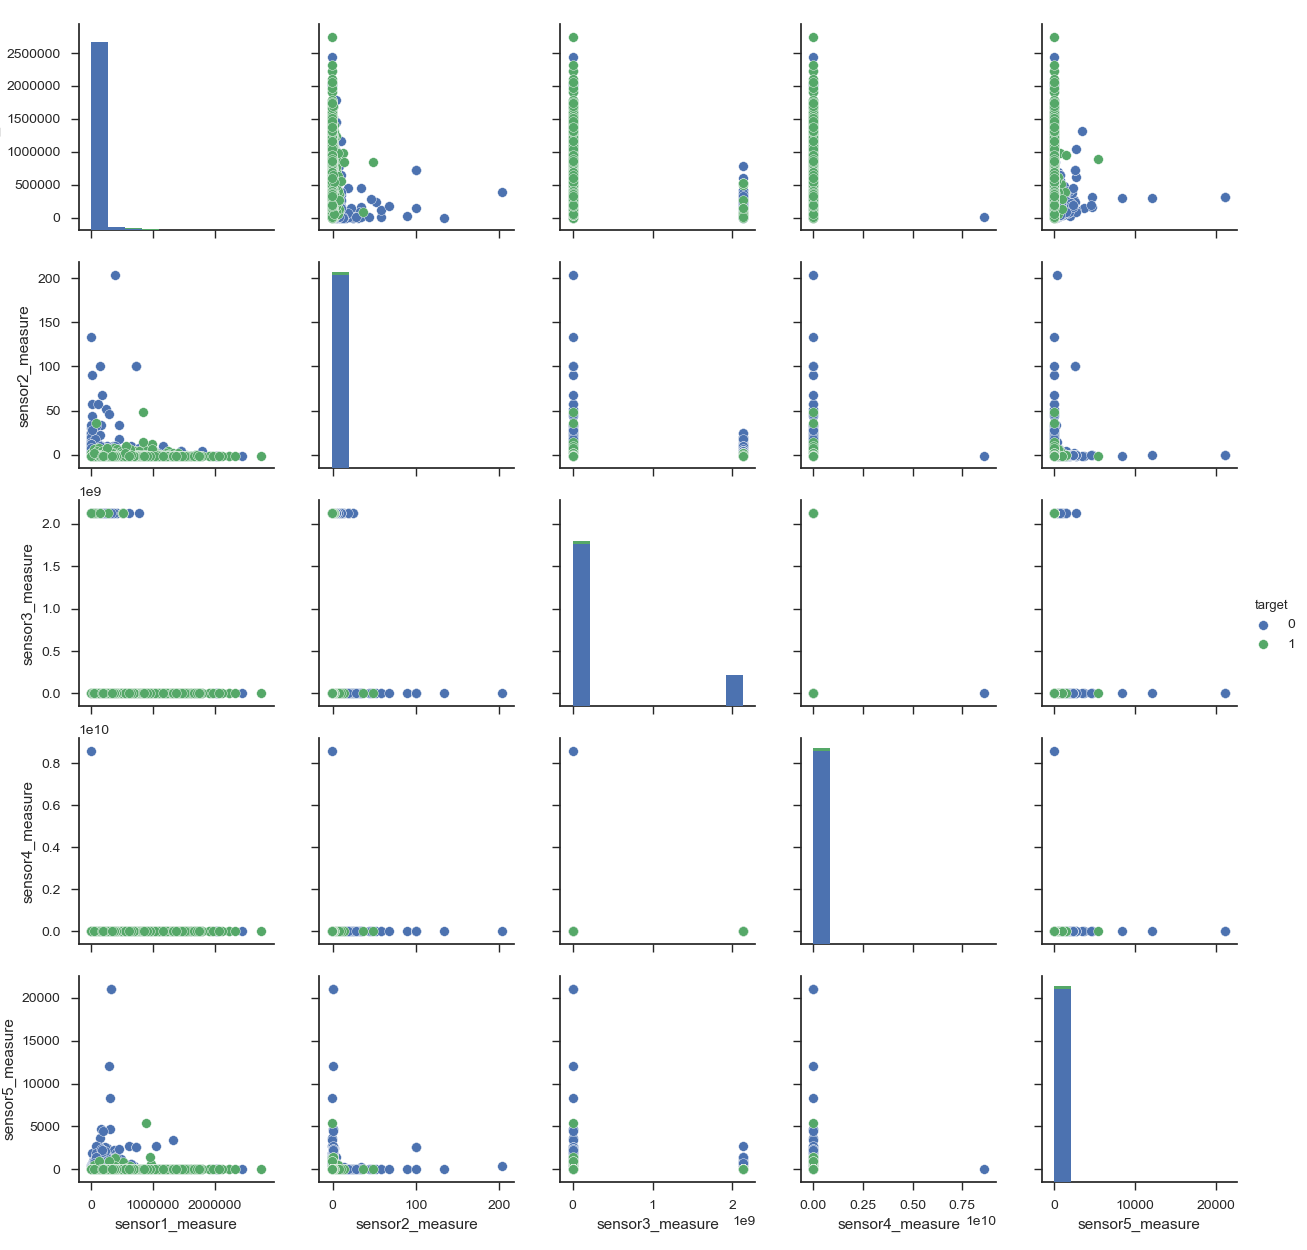 2500000
2000000
1500000
1000000
500000
0
sensor2_measure
200
150
100
50
0
1e9
sensor3_measure
2.0
1.5
1.0
0.5
0.0
target
0
1
1e10
sensor4_measure
0.8
0.6
0.4
0.2
0.0
sensor5_measure
20000
15000
10000
5000
0
0 1000000 2000000
0 100 200
0 1 2
0.00 0.25 0.50 0.75
0 10000 20000
1e9
1e10
sensor1_measure sensor2_measure sensor3_measure sensor4_measure sensor5_measure